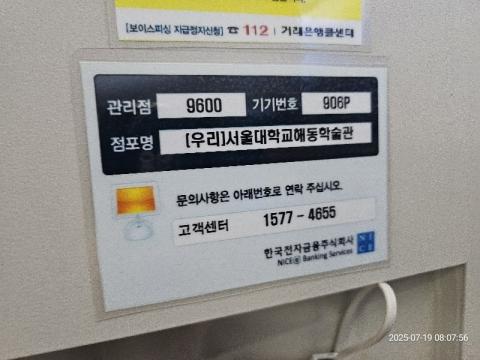 [보이스피싱 지급정지신청] ☎ 112 | 거래은행콜센터
관리점 9600 기기번호 906P
점포명 [우리]서울대학교해동학술관
문의사항은 아래번호로 연락 주십시오.
고객센터 1577 - 4655
한국전자금융주식회사
NICE Banking Services
NICE
2025-07-19 08:07:56